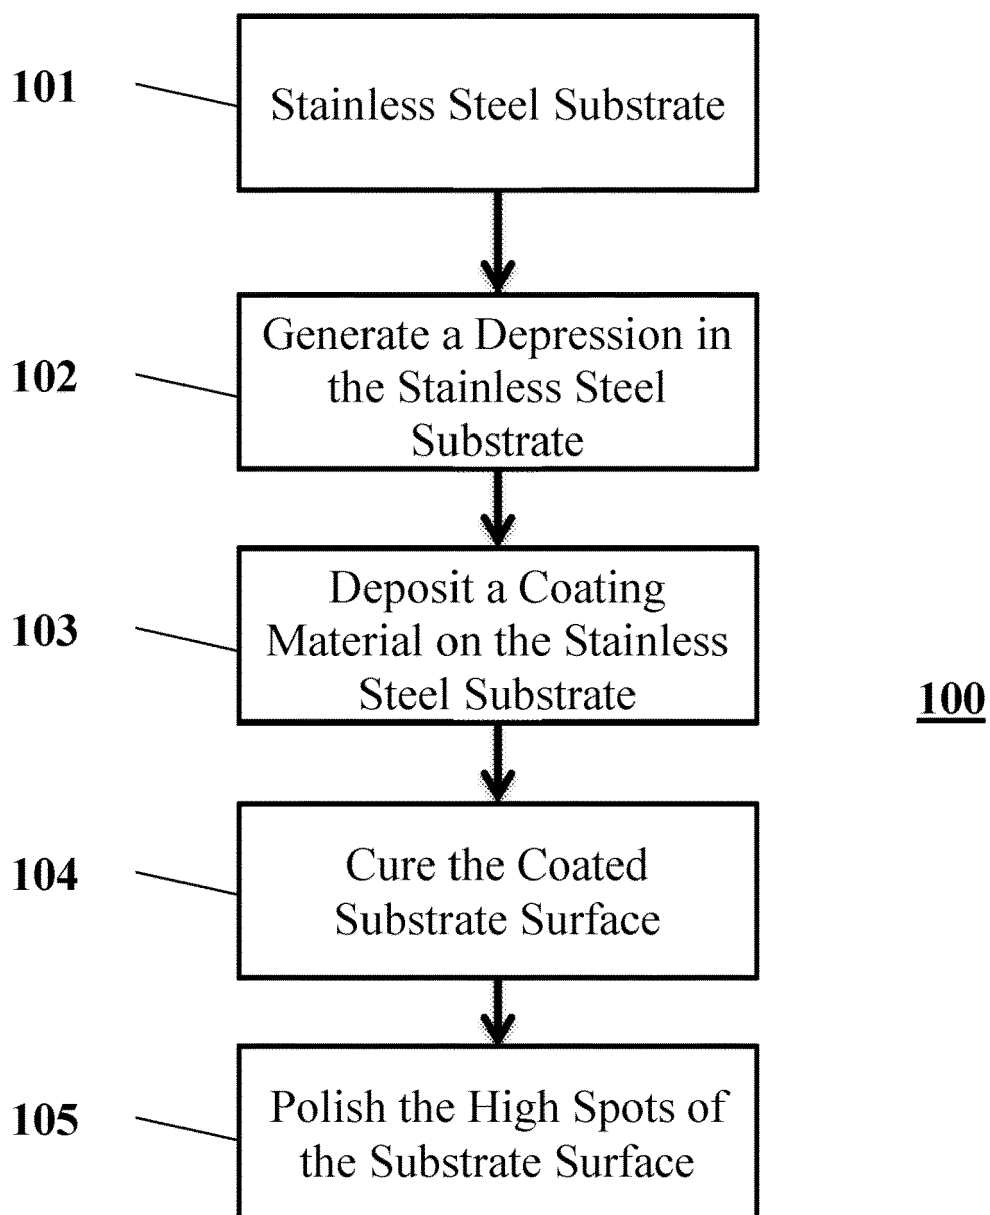 101
Stainless Steel Substrate
102
Generate a Depression in
the Stainless Steel
Substrate
103
Deposit a Coating
Material on the Stainless
Steel Substrate
100
104
Cure the Coated
Substrate Surface
105
Polish the High Spots of
the Substrate Surface